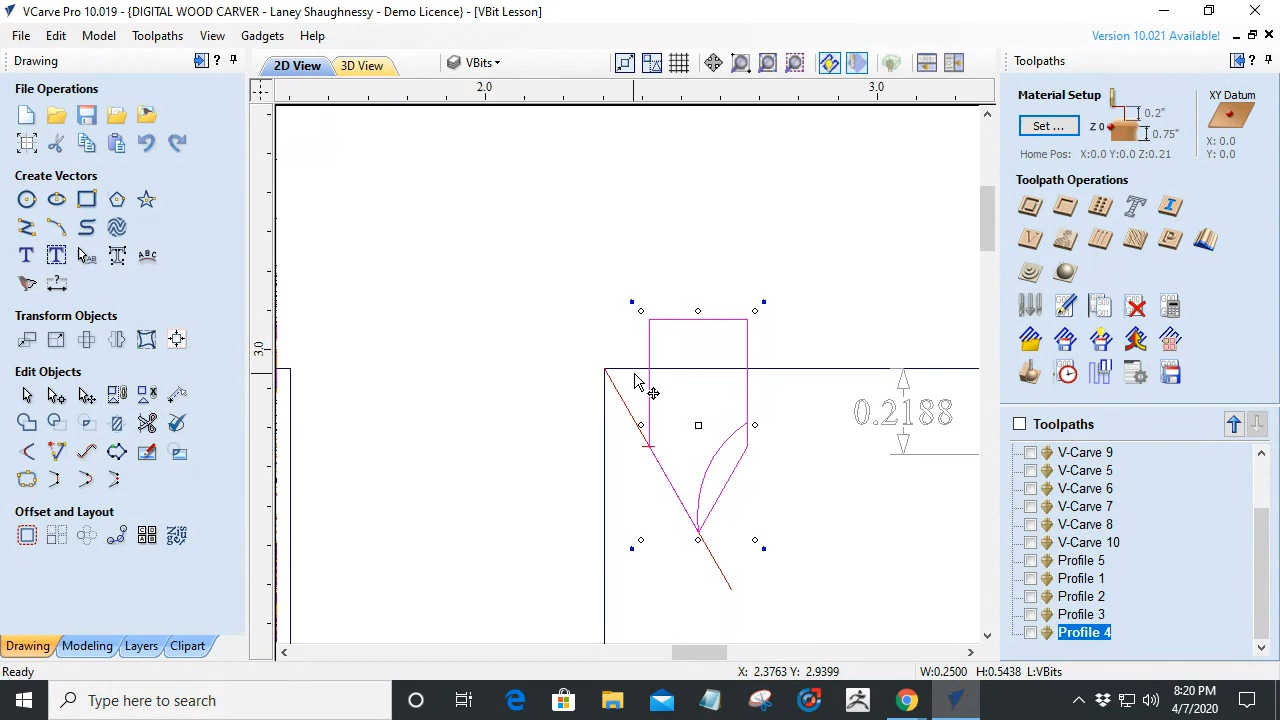 VCarve Pro 10.019 - {DIGITAL WOOD CARVER - Laney Shaughnessy - Demo Licence} - [VBit Lesson]
File Edit Model Toolpaths View Gadgets Help Version 10.021 Available!
Drawing
2D View 3D View VBits
Toolpaths
File Operations
Create Vectors
Transform Objects
Edit Objects
Offset and Layout
Drawing Modeling Layers Clipart
2.0 3.0
3.0
0.2188
Material Setup
Set ...
Z 0
0.2"
0.75"
XY Datum
X: 0.0
Y: 0.0
Home Pos: X:0.0 Y:0.0 Z:0.21
Toolpath Operations
Toolpaths
V-Carve 9
V-Carve 5
V-Carve 6
V-Carve 7
V-Carve 8
V-Carve 10
Profile 5
Profile 1
Profile 2
Profile 3
Profile 4
Ready X: 2.3763 Y: 2.9399 W:0.2500 H:0.5438 L:VBits
Type here to search
8:20 PM
4/7/2020